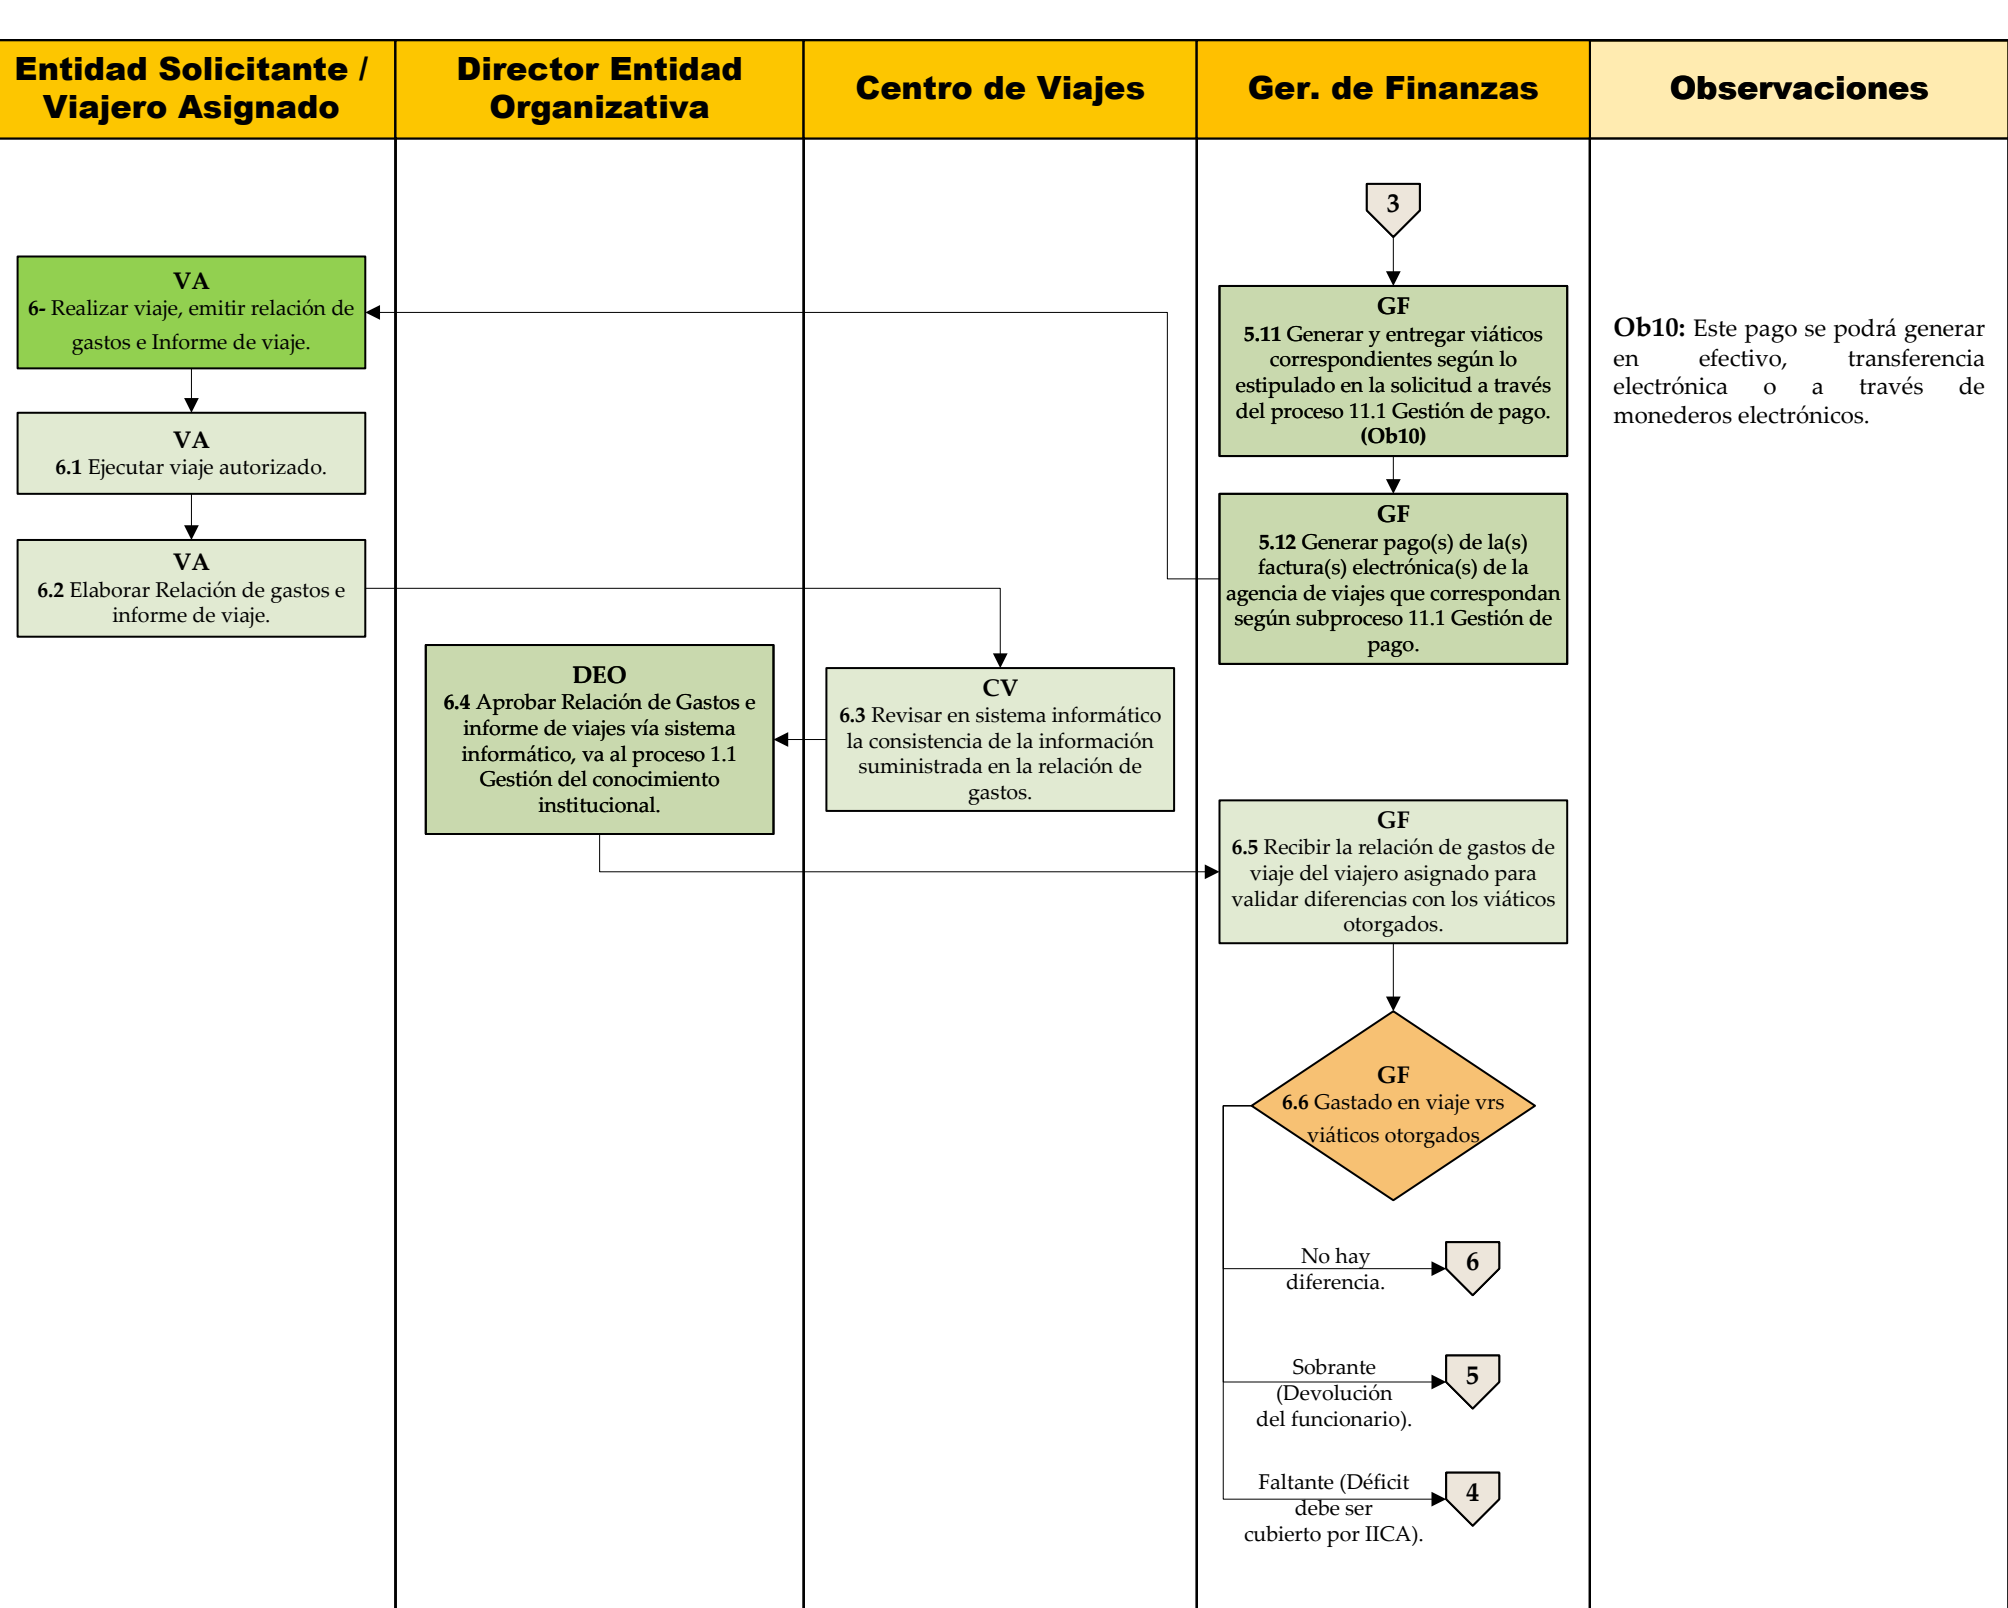 Entidad Solicitante /
Viajero Asignado
Director Entidad
Organizativa
Centro de Viajes
Ger. de Finanzas
Observaciones
3
VA
6- Realizar viaje, emitir relación de
gastos e Informe de viaje.
GF
5.11 Generar y entregar viáticos
correspondientes según lo
estipulado en la solicitud a través
del proceso 11.1 Gestión de pago.
(Ob10)
Ob10: Este pago se podrá generar
en efectivo, transferencia
electrónica o a través de
monederos electrónicos.
VA
6.1 Ejecutar viaje autorizado.
GF
5.12 Generar pago(s) de la(s)
factura(s) electrónica(s) de la
agencia de viajes que correspondan
según subproceso 11.1 Gestión de
pago.
VA
6.2 Elaborar Relación de gastos e
informe de viaje.
CV
6.3 Revisar en sistema informático
la consistencia de la información
suministrada en la relación de
gastos.
DEO
6.4 Aprobar Relación de Gastos e
informe de viajes vía sistema
informático, va al proceso 1.1
Gestión del conocimiento
institucional.
GF
6.5 Recibir la relación de gastos de
viaje del viajero asignado para
validar diferencias con los viáticos
otorgados.
GF
6.6 Gastado en viaje vrs
viáticos otorgados
No hay
diferencia.
6
Sobrante
(Devolución
del funcionario).
5
Faltante (Déficit
debe ser
cubierto por IICA).
4